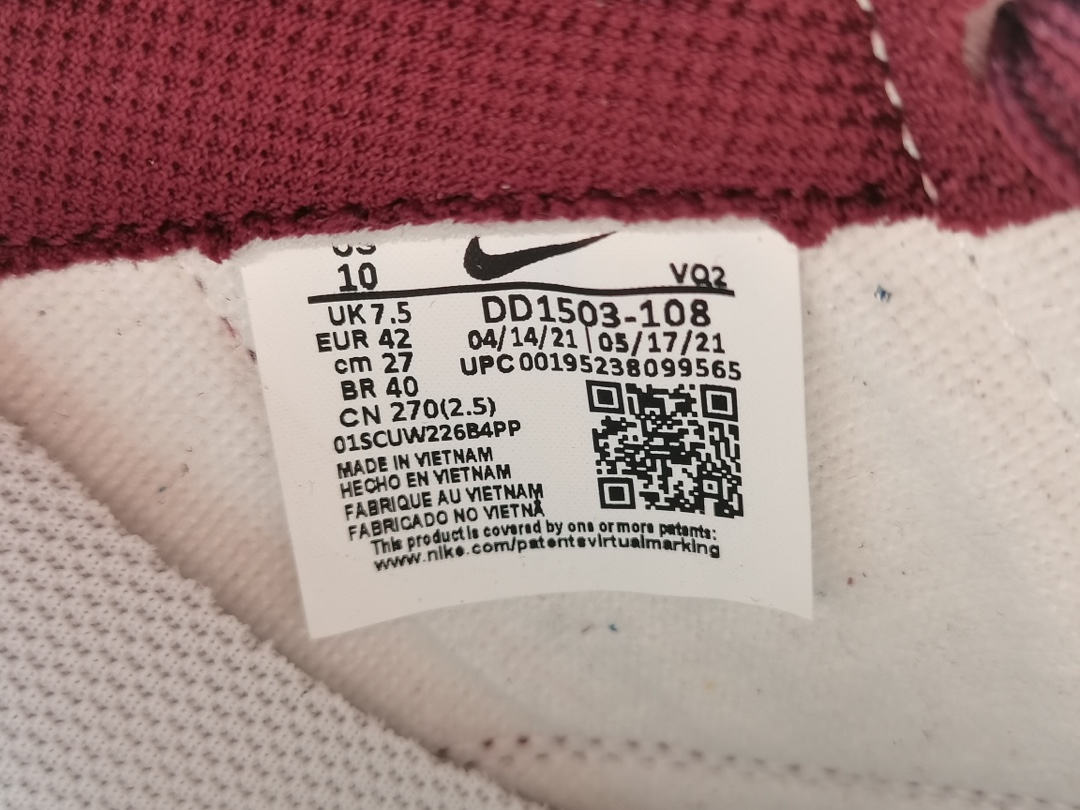 US
10
VQ2
UK 7.5
DD1503-108
EUR 42
04/14/21 | 05/17/21
cm 27
UPC 00195238099565
BR 40
CN 270(2.5)
01SCUW226B4PP
MADE IN VIETNAM
HECHO EN VIETNAM
FABRIQUE AU VIETNAM
FABRICADO NO VIETNÃ
This product is covered by one or more patents:
www.nike.com/patentsvirtualmarking